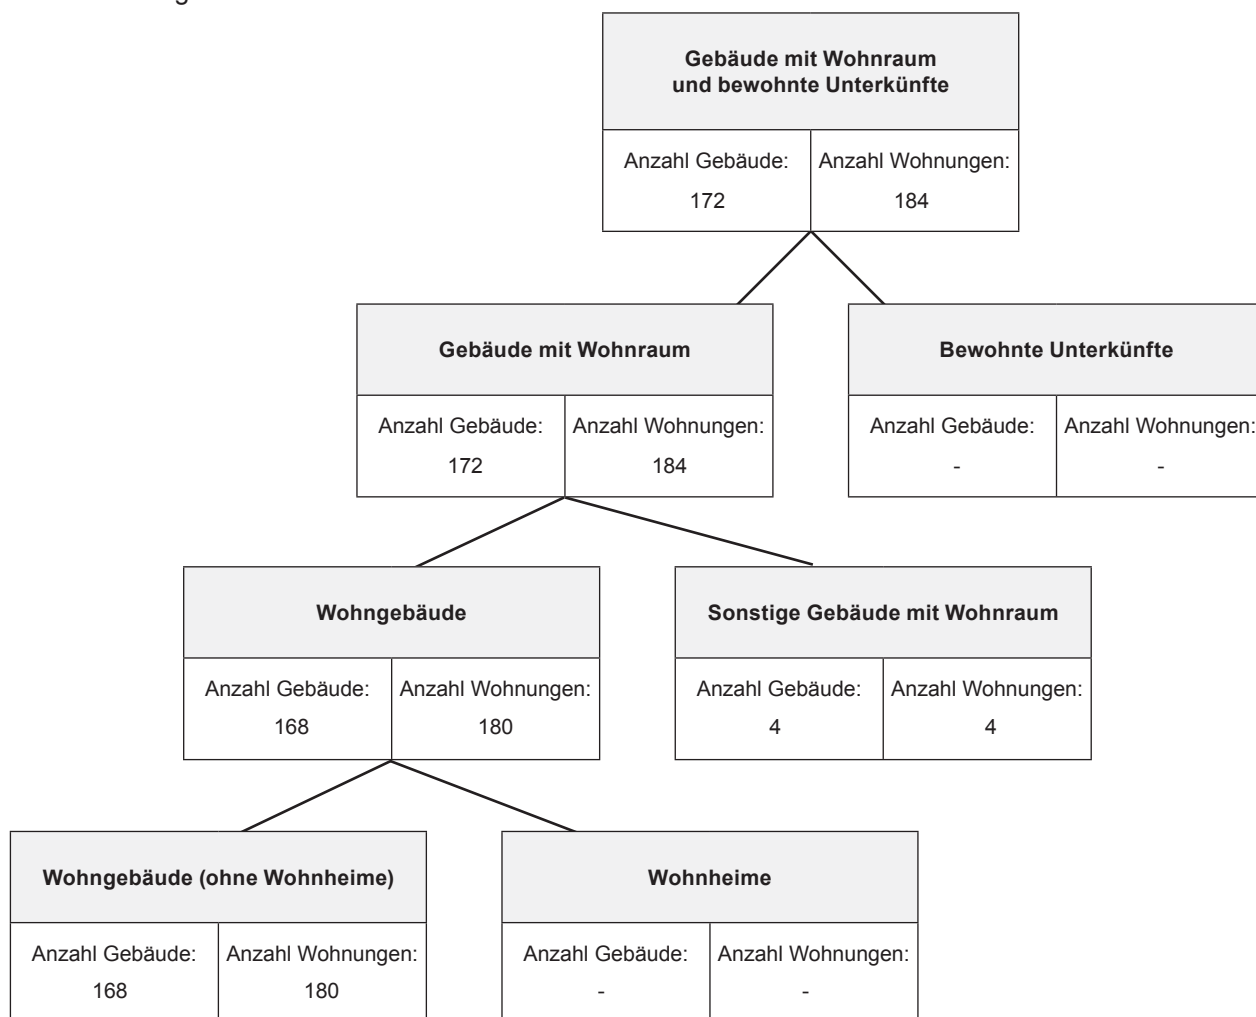 Gebäude mit Wohnraum
und bewohnte Unterkünfte
Anzahl Gebäude: Anzahl Wohnungen:
172 184
Gebäude mit Wohnraum
Anzahl Gebäude: Anzahl Wohnungen:
172 184
Bewohnte Unterkünfte
Anzahl Gebäude: Anzahl Wohnungen:
- -
Wohngebäude
Anzahl Gebäude: Anzahl Wohnungen:
168 180
Sonstige Gebäude mit Wohnraum
Anzahl Gebäude: Anzahl Wohnungen:
4 4
Wohngebäude (ohne Wohnheime)
Anzahl Gebäude: Anzahl Wohnungen:
168 180
Wohnheime
Anzahl Gebäude: Anzahl Wohnungen:
- -